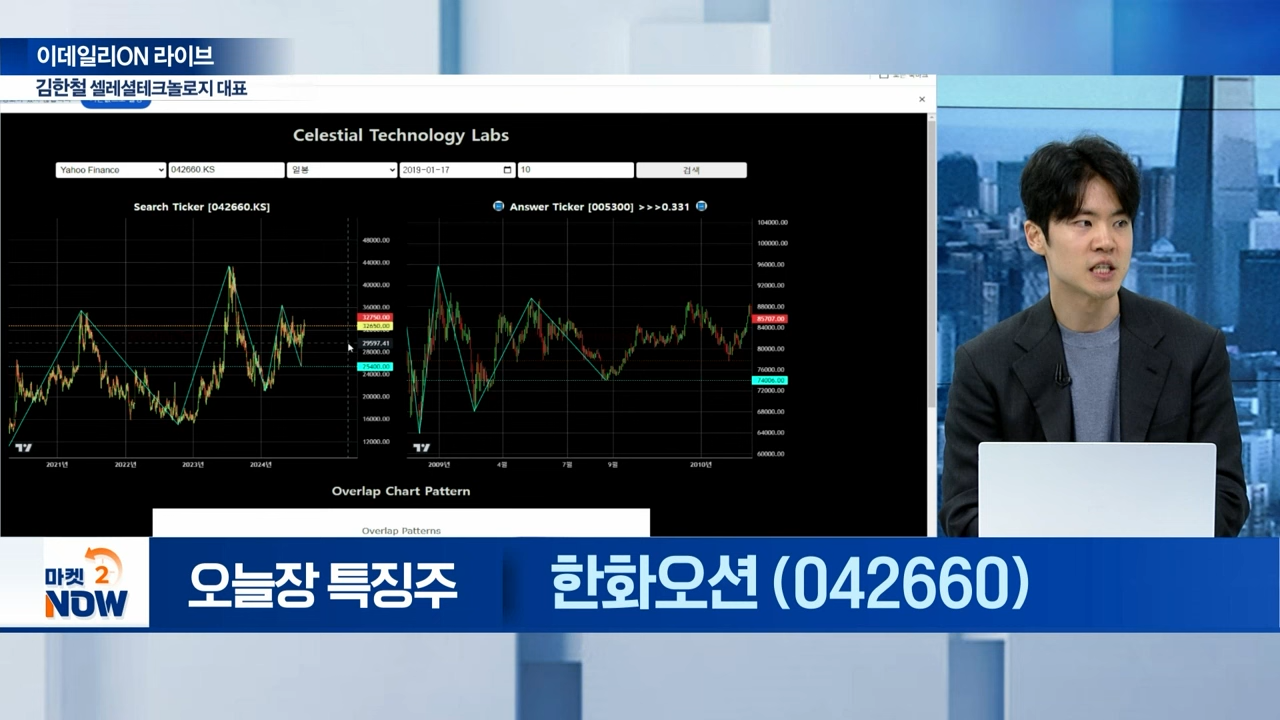 이데일리ON 라이브
김한철 셀레셜테크놀로지 대표
Celestial Technology Labs
Yahoo Finance 042660.KS 일봉 2019-01-17 10 검색
Search Ticker [042660.KS]
Answer Ticker [005300] >>>0.331
48000.00
44000.00
40000.00
36000.00
32750.00
32650.00
29597.41
28000.00
25400.00
24000.00
20000.00
16000.00
12000.00
2021년 2022년 2023년 2024년
104000.00
100000.00
96000.00
92000.00
88000.00
85707.00
84000.00
80000.00
76000.00
74006.00
72000.00
68000.00
64000.00
60000.00
2009년 4월 7월 9월 2010년
Overlap Chart Pattern
Overlap Patterns
마켓 2
NOW
오늘장 특징주
한화오션 (042660)